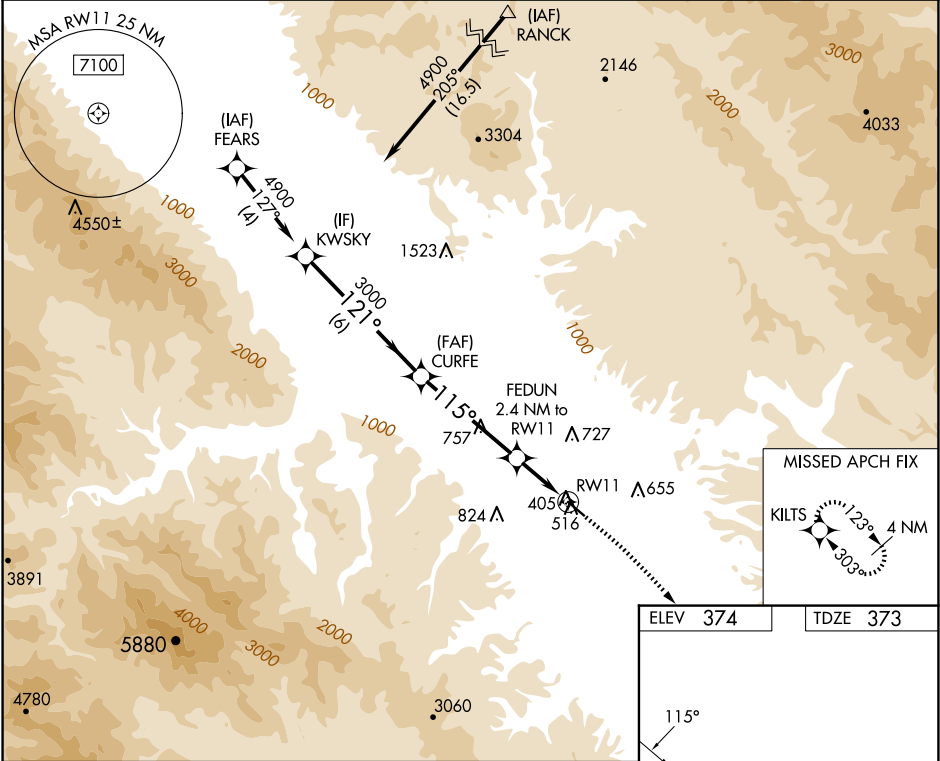 MSA RW11 25 NM
7100
(IAF)
RANCK
4900
205°
(16.5)
1000
2146
3000
2000
4033
3304
(IAF)
FEARS
4900
127°
(4)
1000
4550±
3000
2000
(IF)
KWSKY
1523
3000
121°
(6)
1000
(FAF)
CURFE
115°
FEDUN
2.4 NM to
RW11
757
727
1000
RW11
655
405
516
824
MISSED APCH FIX
KILTS
123°
4 NM
303°
3891
5880
4000
3000
2000
4780
3060
ELEV 374
TDZE 373
115°